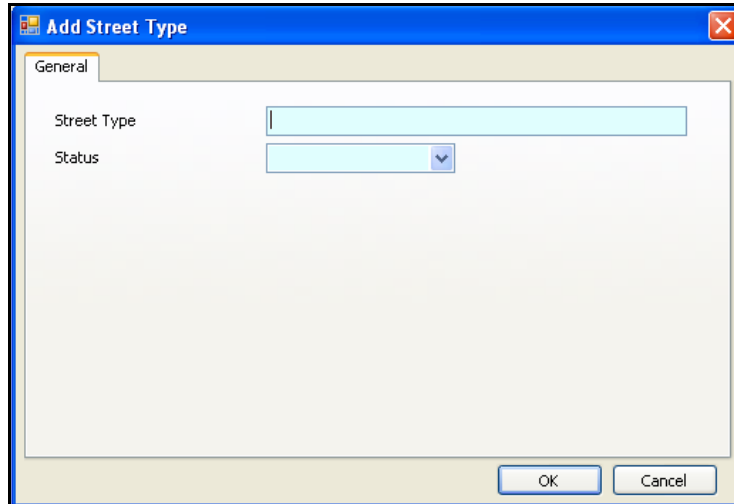 Add Street Type
General
Street Type
Status
OK Cancel